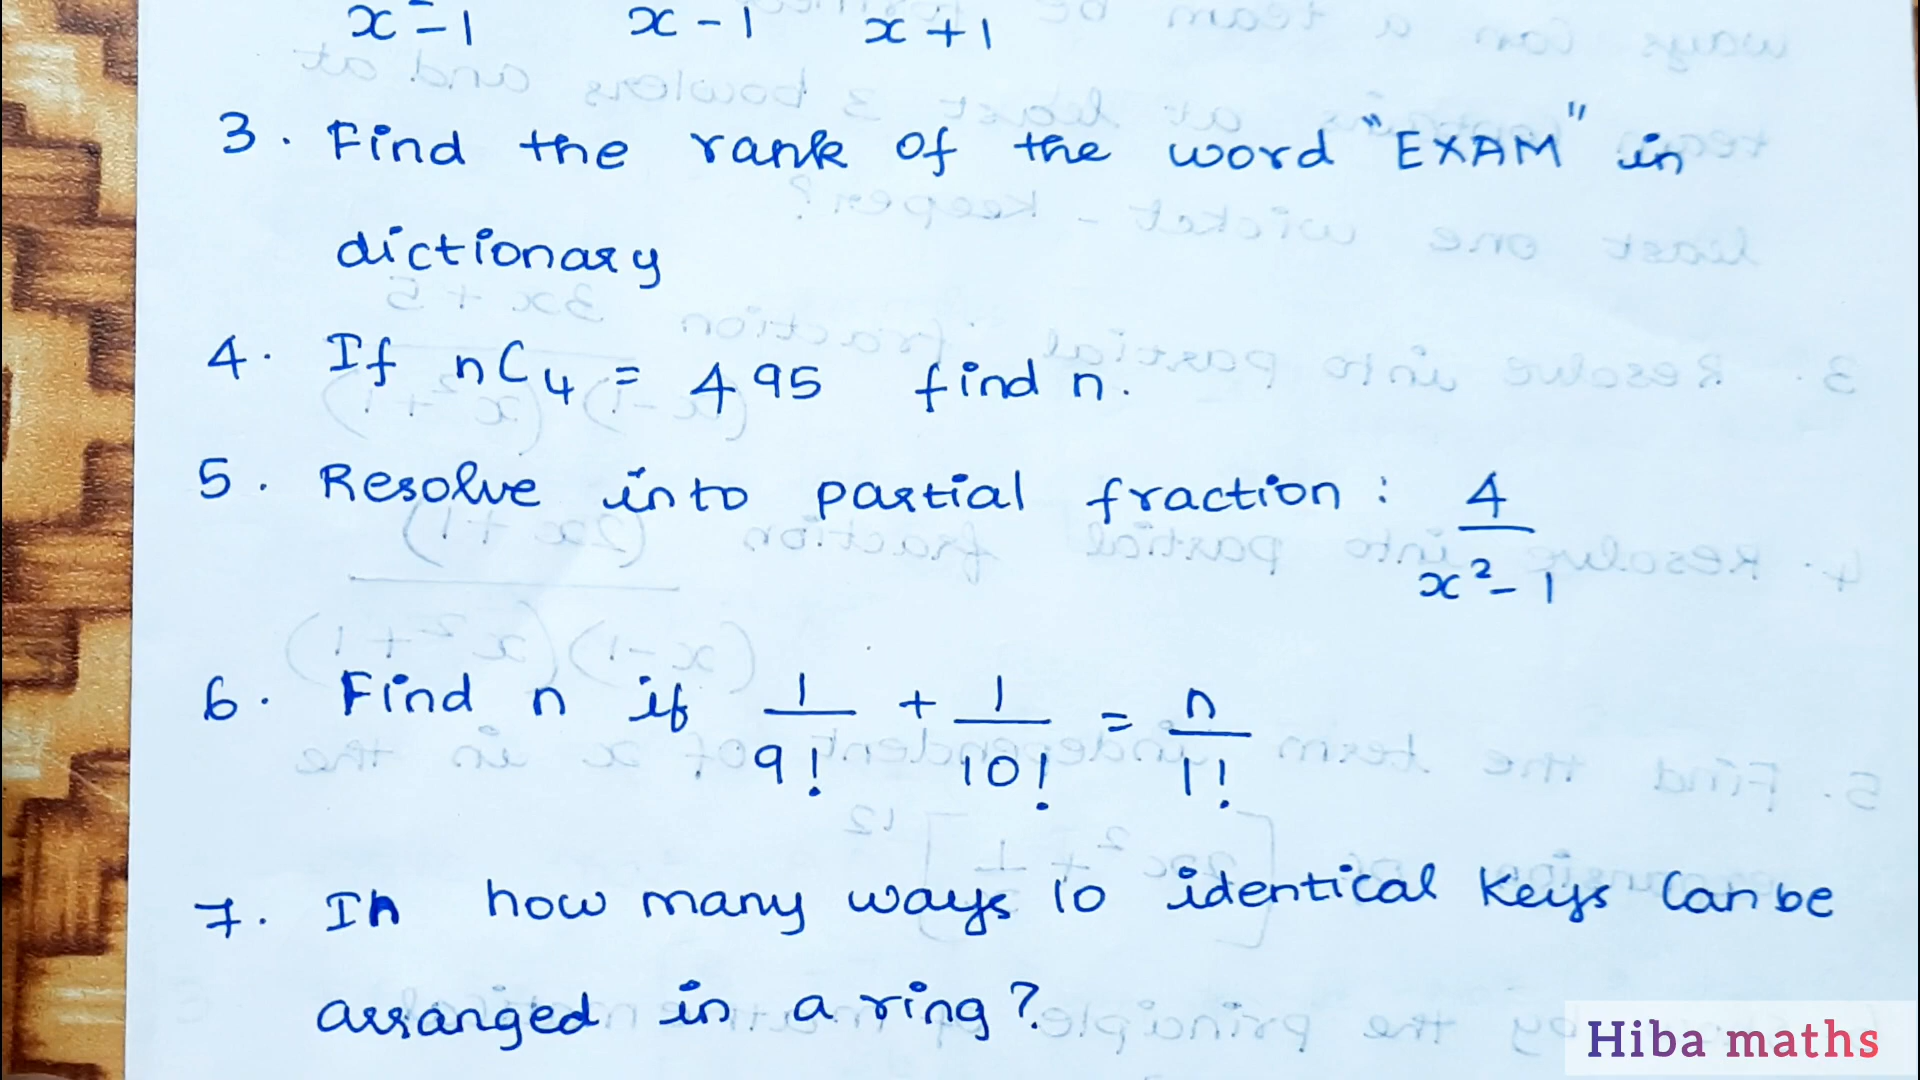 x²-1 x-1 x+1
3. Find the rank of the word "EXAM" in
dictionary
4. If nC4 = 495 find n.
5. Resolve into partial fraction: 4/(x²-1)
6. Find n if 1/9! + 1/10! = n/1!
7. In how many ways 10 identical keys can be
arranged in a ring?
Hiba maths